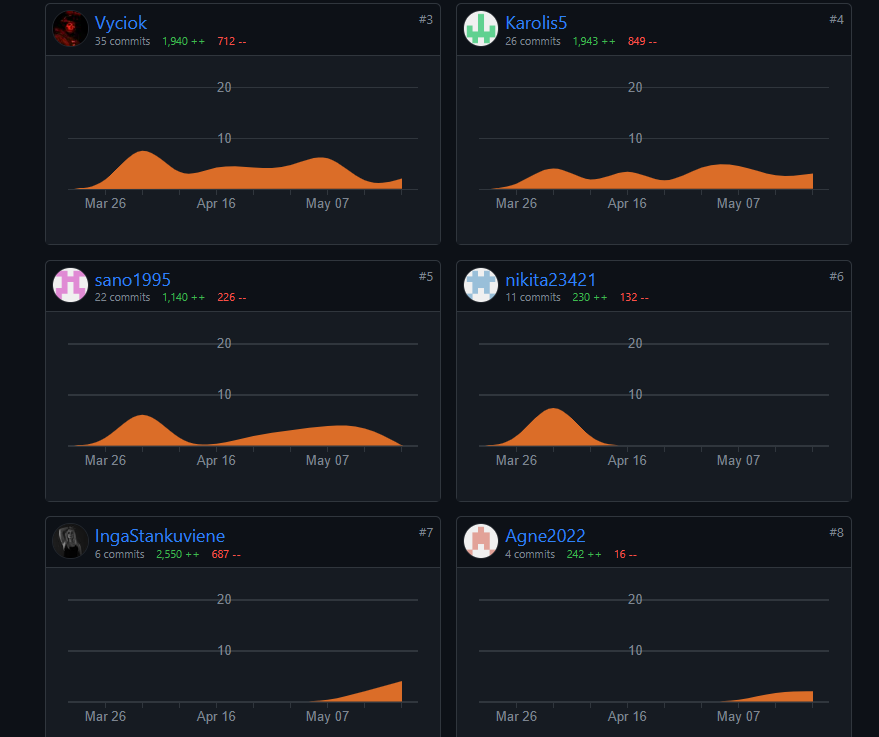 Vyciok #3
35 commits 1,940 ++ 712 --
20
10
Mar 26 Apr 16 May 07
Karolis5 #4
26 commits 1,943 ++ 849 --
20
10
Mar 26 Apr 16 May 07
sano1995 #5
22 commits 1,140 ++ 226 --
20
10
Mar 26 Apr 16 May 07
nikita23421 #6
11 commits 230 ++ 132 --
20
10
Mar 26 Apr 16 May 07
IngaStankuviene #7
6 commits 2,550 ++ 687 --
20
10
Mar 26 Apr 16 May 07
Agne2022 #8
4 commits 242 ++ 16 --
20
10
Mar 26 Apr 16 May 07